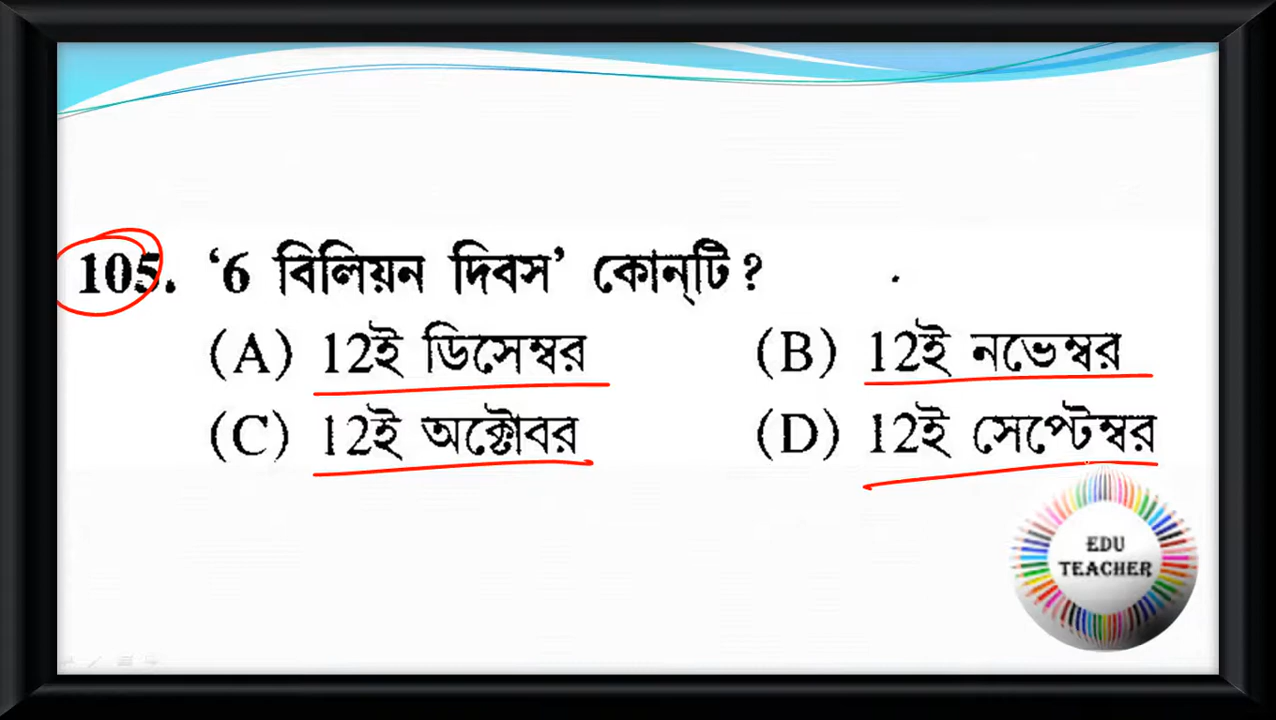 105. ‘6 বিলিয়ন দিবস’ কোন্‌টি ?
(A) 12ই ডিসেম্বর (B) 12ই নভেম্বর
(C) 12ই অক্টোবর (D) 12ই সেপ্টেম্বর
EDU
TEACHER